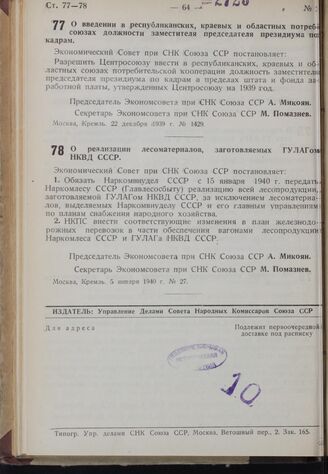 Ст. 77—78 — 64 — №
77 О введении в республиканских, краевых и областных
союзах должности заместителя председателя президиума по
кадрам.
Экономический Совет при СНК Союза ССР постановляет:
Разрешить Центросоюзу ввести в республиканских, краевых и об-
ластных союзах потребительской кооперации должность заместителя
председателя президиума по кадрам в пределах штата и фонда за-
работной платы, утвержденных Центросоюзу на 1939 год.
Председатель Экономсовета при СНК Союза ССР А. Микоян.
Секретарь Экономсовета при СНК Союза ССР М. Помазнев.
Москва, Кремль. 22 декабря 1939 г. № 1429.
78 О реализации лесоматериалов, заготовляемых ГУЛАГом
НКВД СССР.
Экономический Совет при СНК Союза ССР постановляет:
1. Обязать Наркомвнудел СССР с 15 января 1940 г. передать
Наркомлесу СССР (Главлесосбыту) реализацию всей лесопродукции,
заготовляемой ГУЛАГом НКВД СССР, за исключением лесоматериа-
лов, выделяемых Наркомвнуделу СССР и его главным управлениям
по планам снабжения народного хозяйства.
2. НКПС внести соответствующие изменения в план железнодо-
рожных перевозок в части обеспечения вагонами лесопродукции
Наркомлеса СССР и ГУЛАГа НКВД СССР.
Председатель Экономсовета при СНК Союза ССР А. Микоян.
Секретарь Экономсовета при СНК Союза ССР М. Помазнев.
Москва, Кремль. 5 января 1940 г. № 27.
ИЗДАТЕЛЬ: Управление Делами Совета Народных Комиссаров Союза ССР
Для адреса Подлежит первоочередной
доставке под расписку
10
Типогр. Упр. делами СНК Союза ССР, Москва, Ветошный пер., 2. Зак. 165.